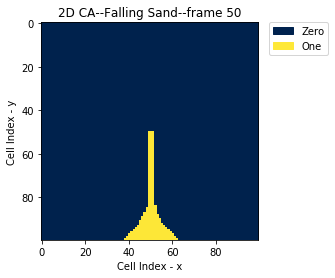 2D CA--Falling Sand--frame 50
Zero
One
0
20
40
60
80
Cell Index - y
0 20 40 60 80
Cell Index - x